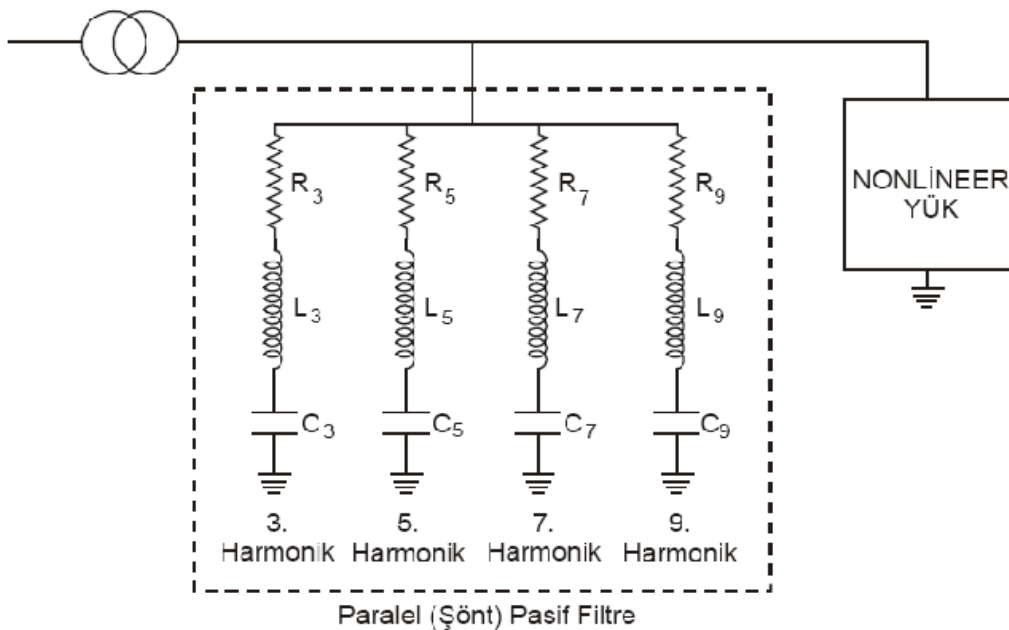 R3 R5 R7 R9
NONLİNEER
YÜK
L3 L5 L7 L9
C3 C5 C7 C9
3. 5. 7. 9.
Harmonik Harmonik Harmonik Harmonik
Paralel (Şönt) Pasif Filtre